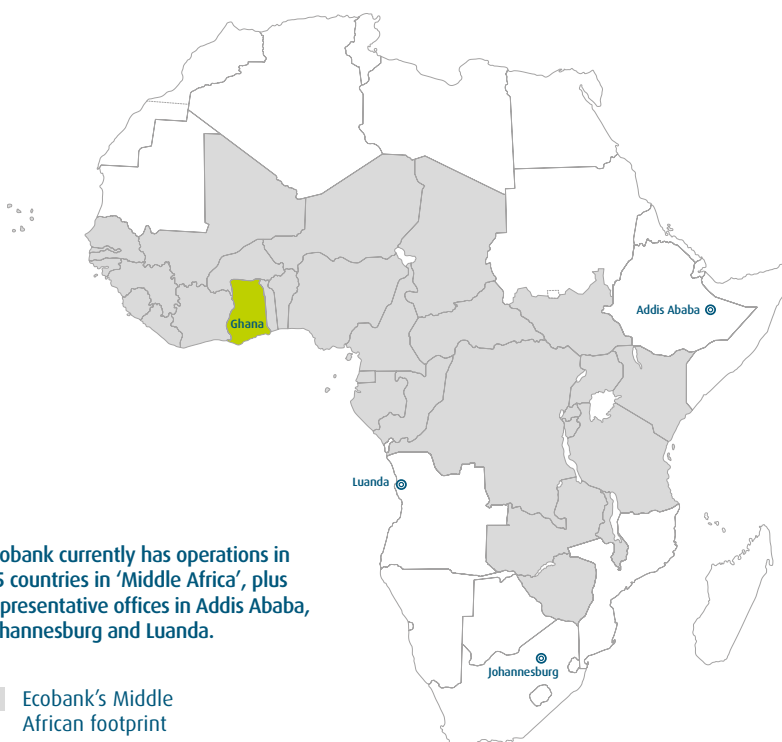 Ghana
Addis Ababa
Luanda
Johannesburg
obank currently has operations in
5 countries in ‘Middle Africa’, plus
presentative offices in Addis Ababa,
hannesburg and Luanda.
Ecobank’s Middle
African footprint